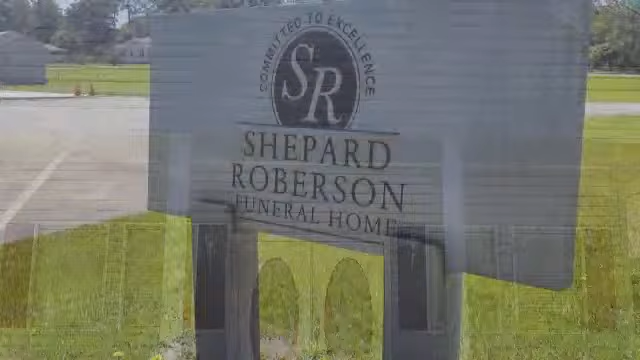 COMMITTED TO EXCELLENCE
SR
SHEPARD
ROBERSON
FUNERAL HOME